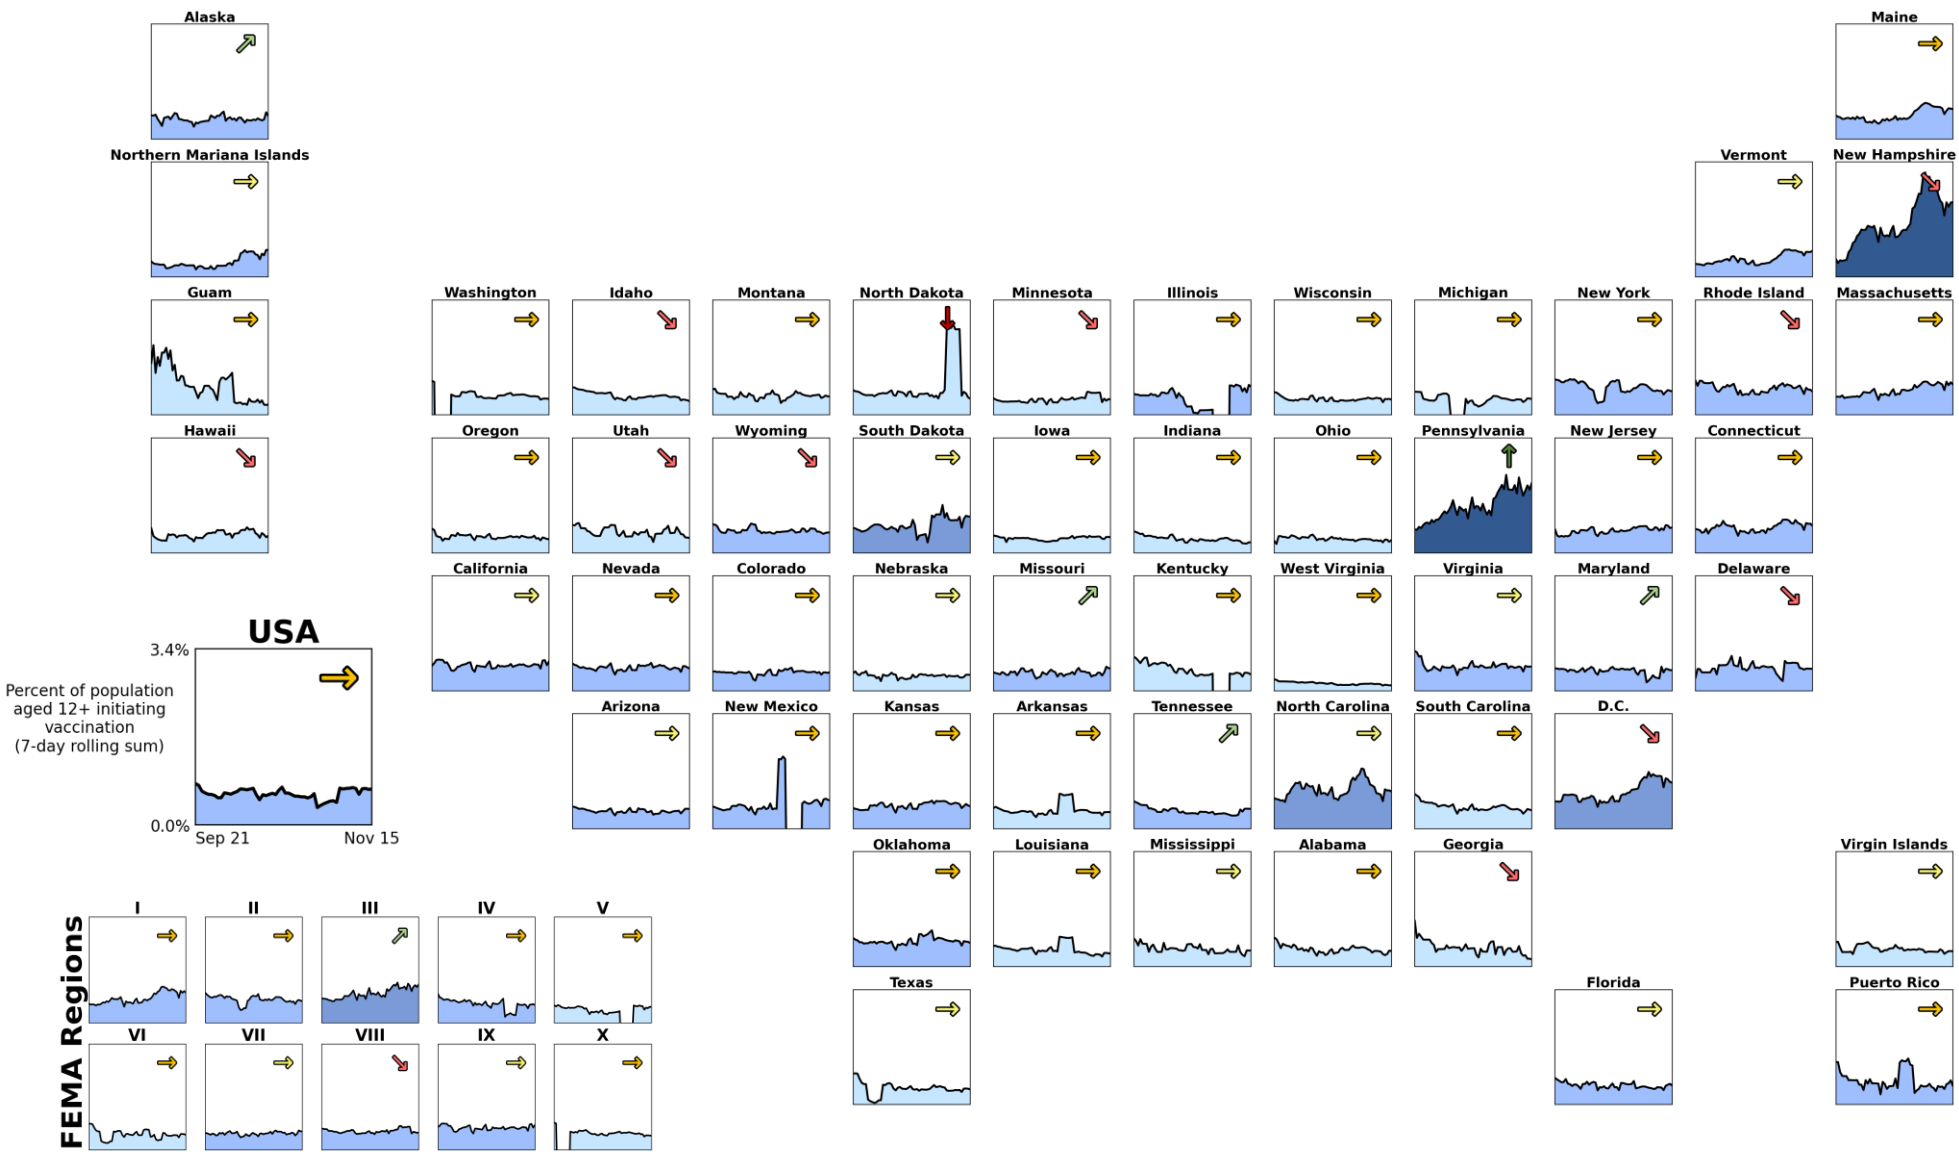 Alaska
Maine
Northern Mariana Islands
Vermont
New Hampshire
Guam
Washington
Idaho
Montana
North Dakota
Minnesota
Illinois
Wisconsin
Michigan
New York
Rhode Island
Massachusetts
Hawaii
Oregon
Utah
Wyoming
South Dakota
Iowa
Indiana
Ohio
Pennsylvania
New Jersey
Connecticut
California
Nevada
Colorado
Nebraska
Missouri
Kentucky
West Virginia
Virginia
Maryland
Delaware
USA
3.4%
Percent of population
aged 12+ initiating
vaccination
(7-day rolling sum)
0.0%
Sep 21
Nov 15
Arizona
New Mexico
Kansas
Arkansas
Tennessee
North Carolina
South Carolina
D.C.
Oklahoma
Louisiana
Mississippi
Alabama
Georgia
Virgin Islands
Texas
Florida
Puerto Rico
FEMA Regions
I
II
III
IV
V
VI
VII
VIII
IX
X